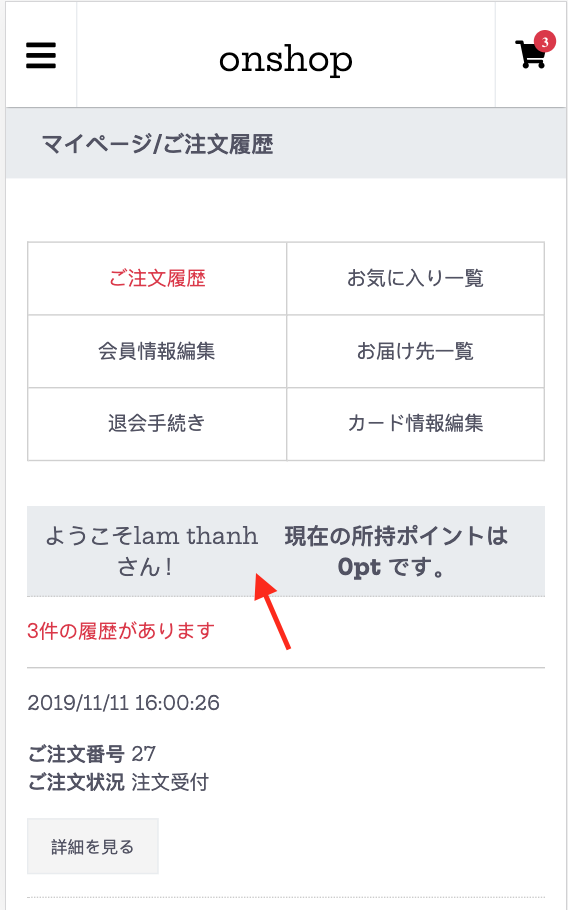 onshop
3
マイページ/ご注文履歴
ご注文履歴
お気に入り一覧
会員情報編集
お届け先一覧
退会手続き
カード情報編集
ようこそlam thanh
さん!
現在の所持ポイントは
0pt です。
3件の履歴があります
2019/11/11 16:00:26
ご注文番号 27
ご注文状況 注文受付
詳細を見る